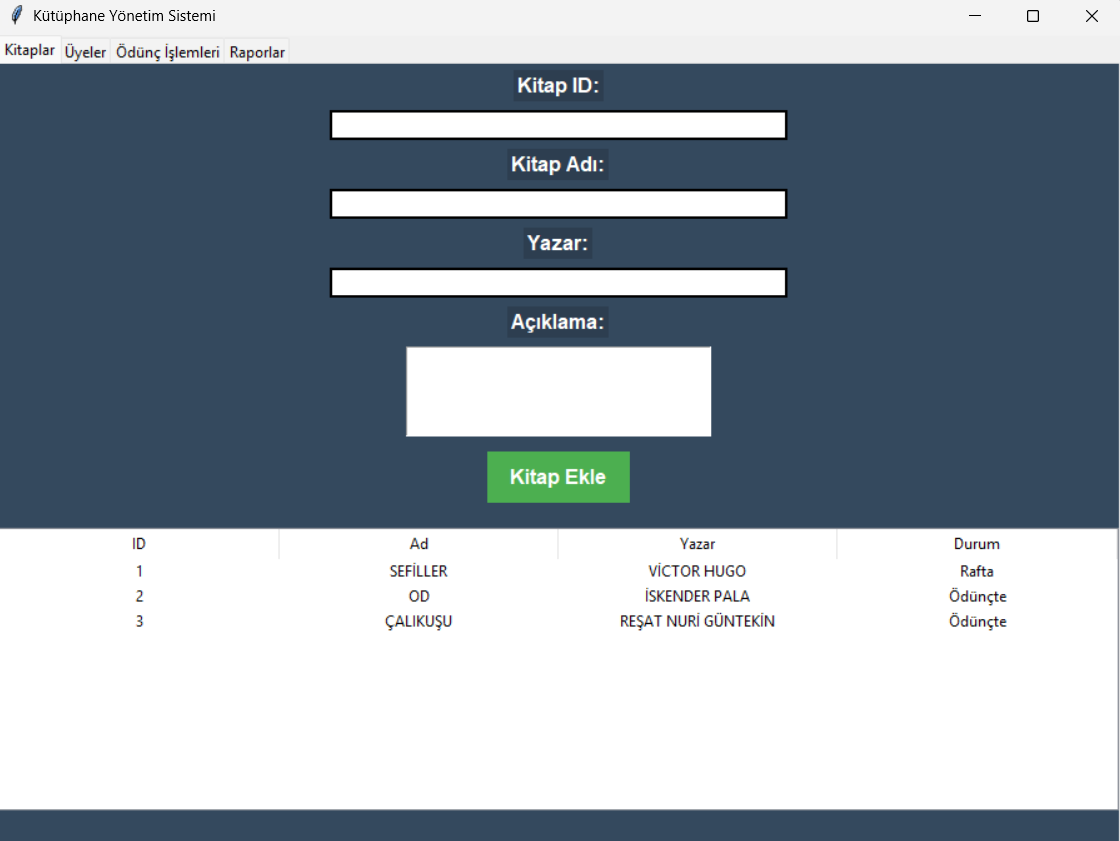 Kütüphane Yönetim Sistemi
Kitaplar Üyeler Ödünç İşlemleri Raporlar
Kitap ID:
Kitap Adı:
Yazar:
Açıklama:
Kitap Ekle
ID Ad Yazar Durum
1 SEFİLLER VİCTOR HUGO Rafta
2 OD İSKENDER PALA Ödünçte
3 ÇALIKUŞU REŞAT NURİ GÜNTEKİN Ödünçte